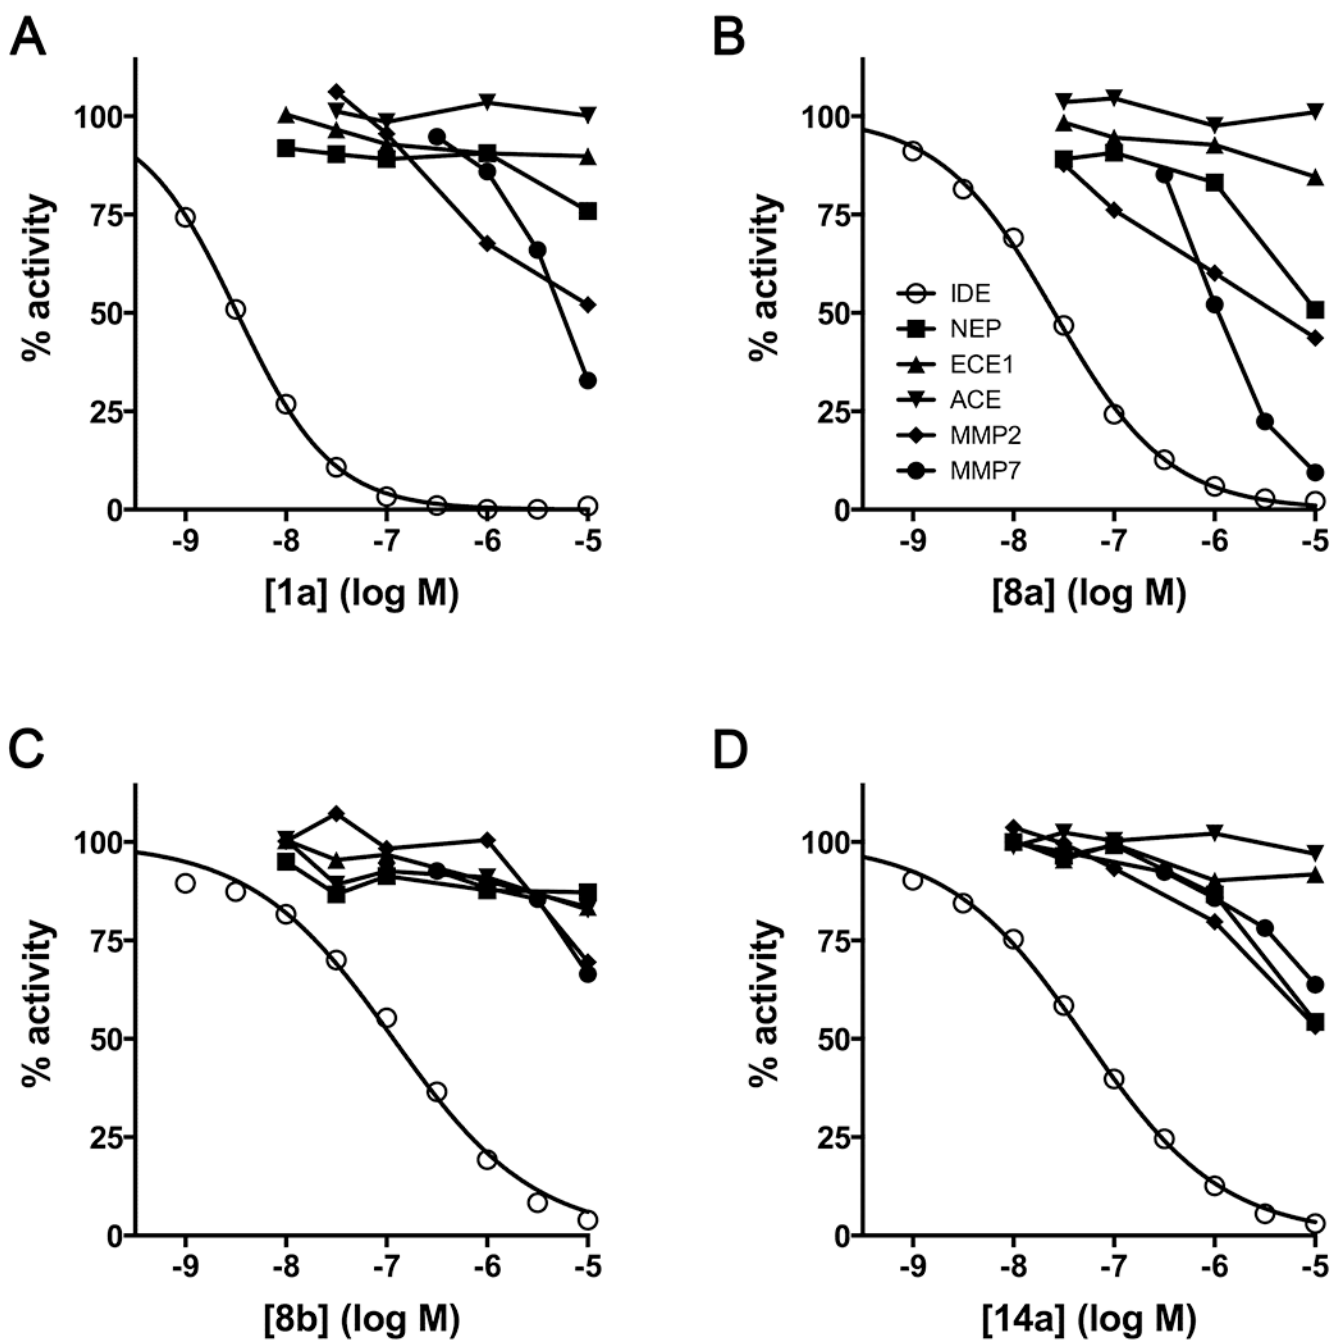 A
% activity
100
75
50
25
0
-9 -8 -7 -6 -5
[1a] (log M)
B
% activity
100
75
50
25
0
IDE
NEP
ECE1
ACE
MMP2
MMP7
-9 -8 -7 -6 -5
[8a] (log M)
C
% activity
100
75
50
25
0
-9 -8 -7 -6 -5
[8b] (log M)
D
% activity
100
75
50
25
0
-9 -8 -7 -6 -5
[14a] (log M)